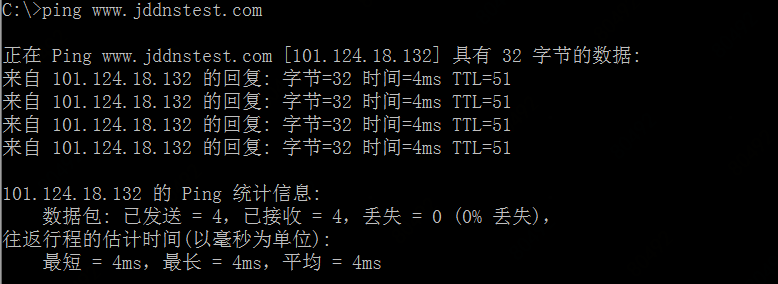 C:\>ping www.jddnstest.com
正在 Ping www.jddnstest.com [101.124.18.132] 具有 32 字节的数据:
来自 101.124.18.132 的回复: 字节=32 时间=4ms TTL=51
来自 101.124.18.132 的回复: 字节=32 时间=4ms TTL=51
来自 101.124.18.132 的回复: 字节=32 时间=4ms TTL=51
来自 101.124.18.132 的回复: 字节=32 时间=4ms TTL=51
101.124.18.132 的 Ping 统计信息:
数据包: 已发送 = 4，已接收 = 4，丢失 = 0 (0% 丢失)，
往返行程的估计时间(以毫秒为单位):
最短 = 4ms，最长 = 4ms，平均 = 4ms